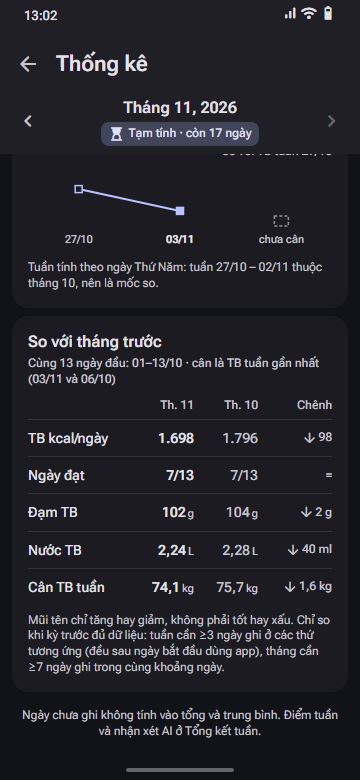 13:02
Thống kê
Tháng 11, 2026
Tạm tính · còn 17 ngày
27/10 03/11 chưa cân
Tuần tính theo ngày Thứ Năm: tuần 27/10 – 02/11 thuộc
tháng 10, nên là mốc so.
So với tháng trước
Cùng 13 ngày đầu: 01–13/10 · cân là TB tuần gần nhất
(03/11 và 06/10)
Th. 11 Th. 10 Chênh
TB kcal/ngày 1.698 1.796 ↓ 98
Ngày đạt 7/13 7/13 =
Đạm TB 102 g 104 g ↓ 2 g
Nước TB 2,24 L 2,28 L ↓ 40 ml
Cân TB tuần 74,1 kg 75,7 kg ↓ 1,6 kg
Mũi tên chỉ tăng hay giảm, không phải tốt hay xấu. Chỉ so
khi kỳ trước đủ dữ liệu: tuần cần ≥3 ngày ghi ở các thứ
tương ứng (đều sau ngày bắt đầu dùng app), tháng cần
≥7 ngày ghi trong cùng khoảng ngày.
Ngày chưa ghi không tính vào tổng và trung bình. Điểm tuần
và nhận xét AI ở Tổng kết tuần.